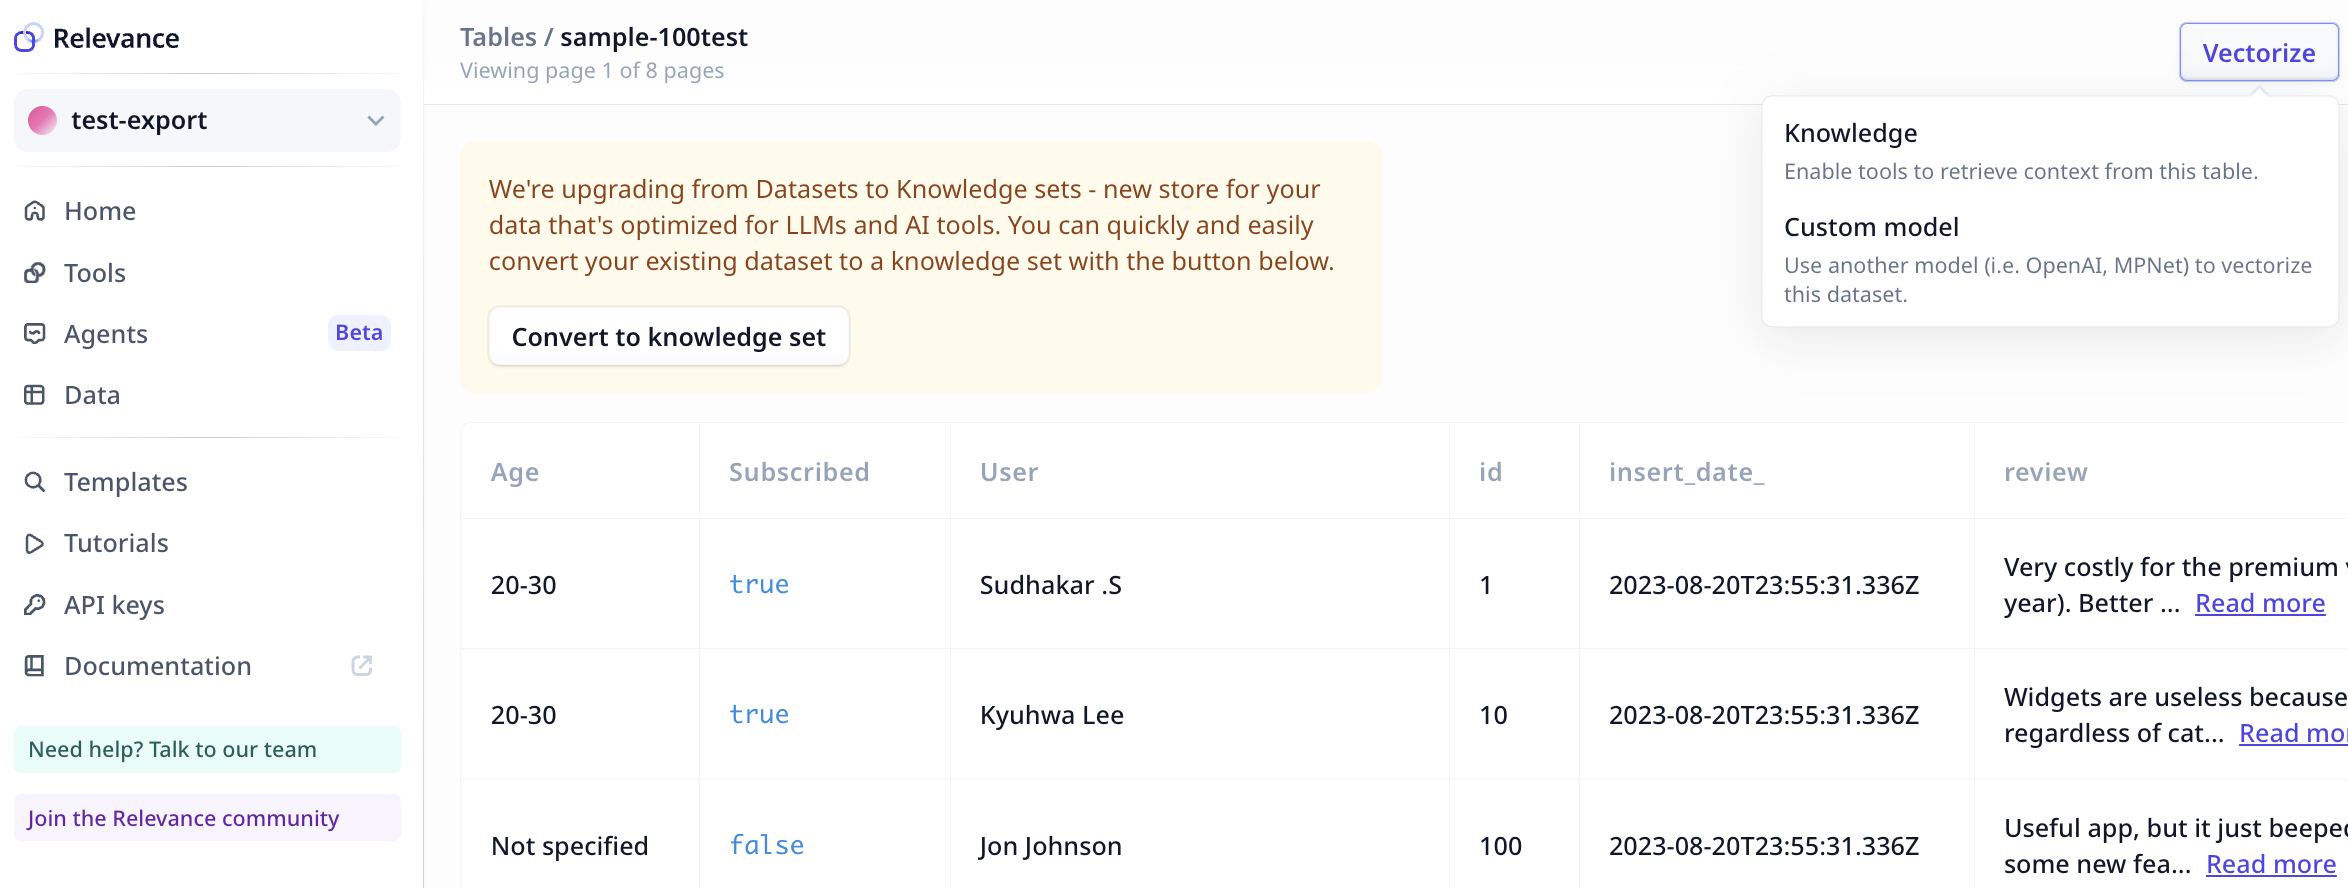 Relevance
test-export
Home
Tools
Agents
Beta
Data
Templates
Tutorials
API keys
Documentation
Need help? Talk to our team
Join the Relevance community
Tables / sample-100test
Viewing page 1 of 8 pages
Vectorize
Knowledge
Enable tools to retrieve context from this table.
Custom model
Use another model (i.e. OpenAI, MPNet) to vectorize
this dataset.
We're upgrading from Datasets to Knowledge sets - new store for your
data that's optimized for LLMs and AI tools. You can quickly and easily
convert your existing dataset to a knowledge set with the button below.
Convert to knowledge set
Age Subscribed User id insert_date_ review
20-30 true Sudhakar .S 1 2023-08-20T23:55:31.336Z Very costly for the premium
year). Better ... Read more
20-30 true Kyuhwa Lee 10 2023-08-20T23:55:31.336Z Widgets are useless because
regardless of cat... Read
Not specified false Jon Johnson 100 2023-08-20T23:55:31.336Z Useful app, but it just
some new fea... Read more